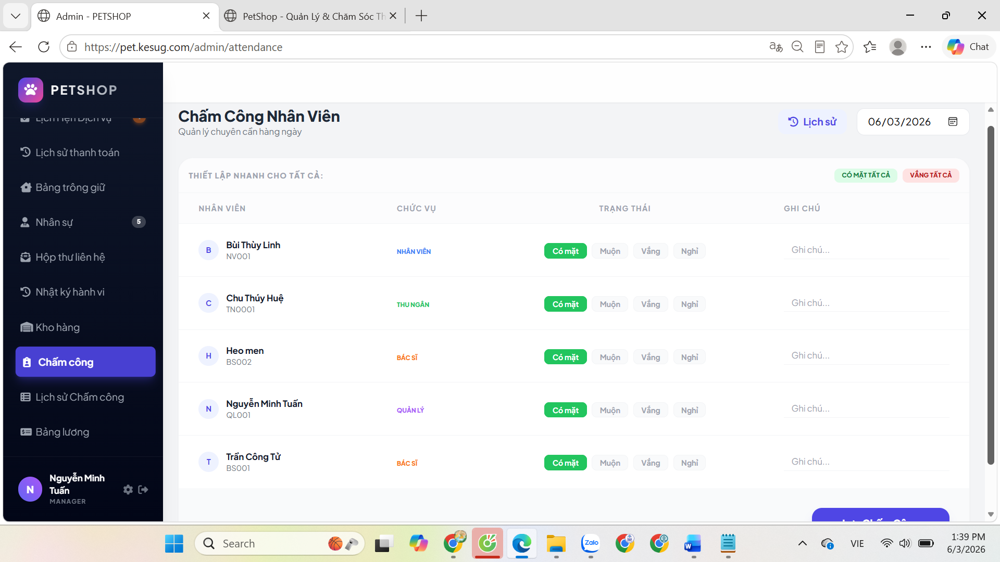 Admin - PETSHOP
PetShop - Quản Lý & Chăm Sóc Th
https://pet.kesug.com/admin/attendance
Chat
PETSHOP
Lịch Hẹn Dịch vụ
Lịch sử thanh toán
Bảng trông giữ
Nhân sự
5
Hộp thư liên hệ
Nhật ký hành vi
Kho hàng
Chấm công
Lịch sử Chấm công
Bảng lương
N
Nguyễn Minh
Tuấn
MANAGER
Chấm Công Nhân Viên
Quản lý chuyên cần hàng ngày
Lịch sử
06/03/2026
THIẾT LẬP NHANH CHO TẤT CẢ:
CÓ MẶT TẤT CẢ
VẮNG TẤT CẢ
NHÂN VIÊN
CHỨC VỤ
TRẠNG THÁI
GHI CHÚ
B
Bùi Thùy Linh
NV001
NHÂN VIÊN
Có mặt
Muộn
Vắng
Nghỉ
Ghi chú...
C
Chu Thúy Huệ
TN0001
THU NGÂN
Có mặt
Muộn
Vắng
Nghỉ
Ghi chú...
H
Heo men
BS002
BÁC SĨ
Có mặt
Muộn
Vắng
Nghỉ
Ghi chú...
N
Nguyễn Minh Tuấn
QL001
QUẢN LÝ
Có mặt
Muộn
Vắng
Nghỉ
Ghi chú...
T
Trần Công Tử
BS001
BÁC SĨ
Có mặt
Muộn
Vắng
Nghỉ
Ghi chú...
Search
Zalo
VIE
1:39 PM
6/3/2026